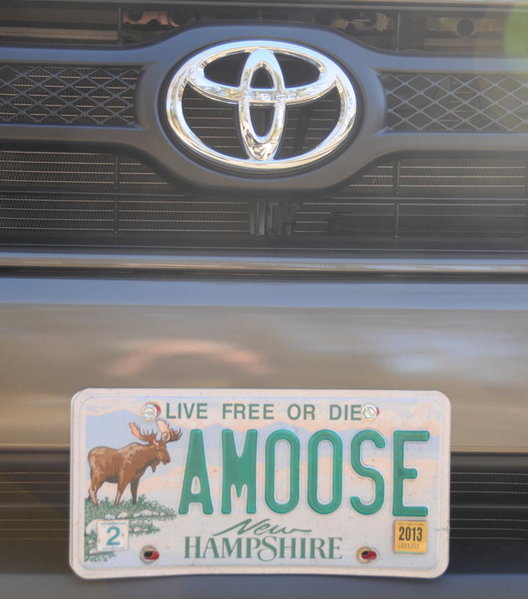 LIVE FREE OR DIE
AMOOSE
2
New
2013
HAMPSHIRE